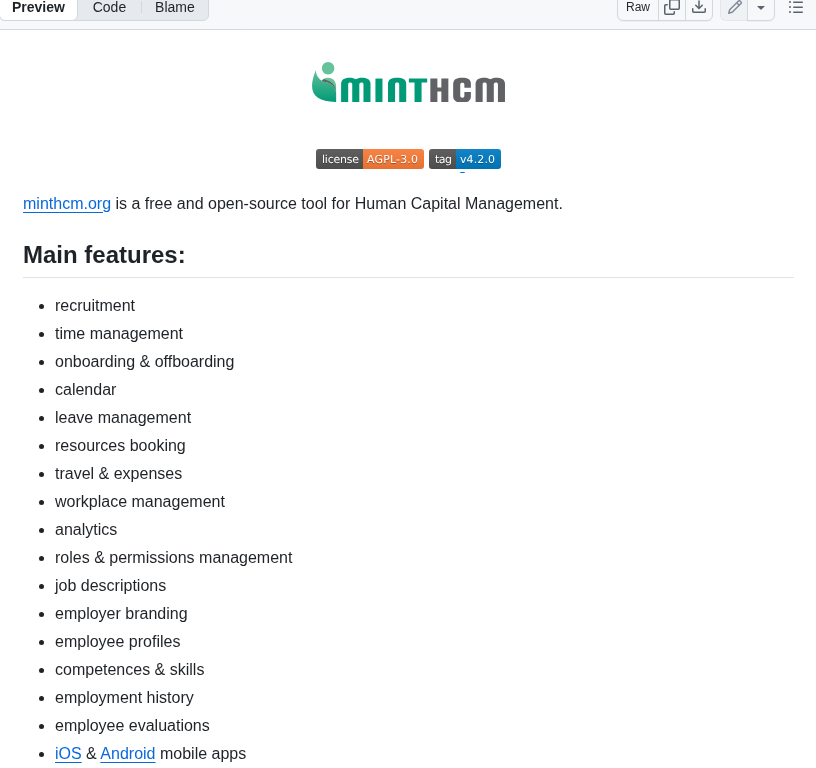 Preview Code Blame Raw
MINTHCM
license AGPL-3.0 tag v4.2.0
minthcm.org is a free and open-source tool for Human Capital Management.
Main features:
recruitment
time management
onboarding & offboarding
calendar
leave management
resources booking
travel & expenses
workplace management
analytics
roles & permissions management
job descriptions
employer branding
employee profiles
competences & skills
employment history
employee evaluations
iOS & Android mobile apps